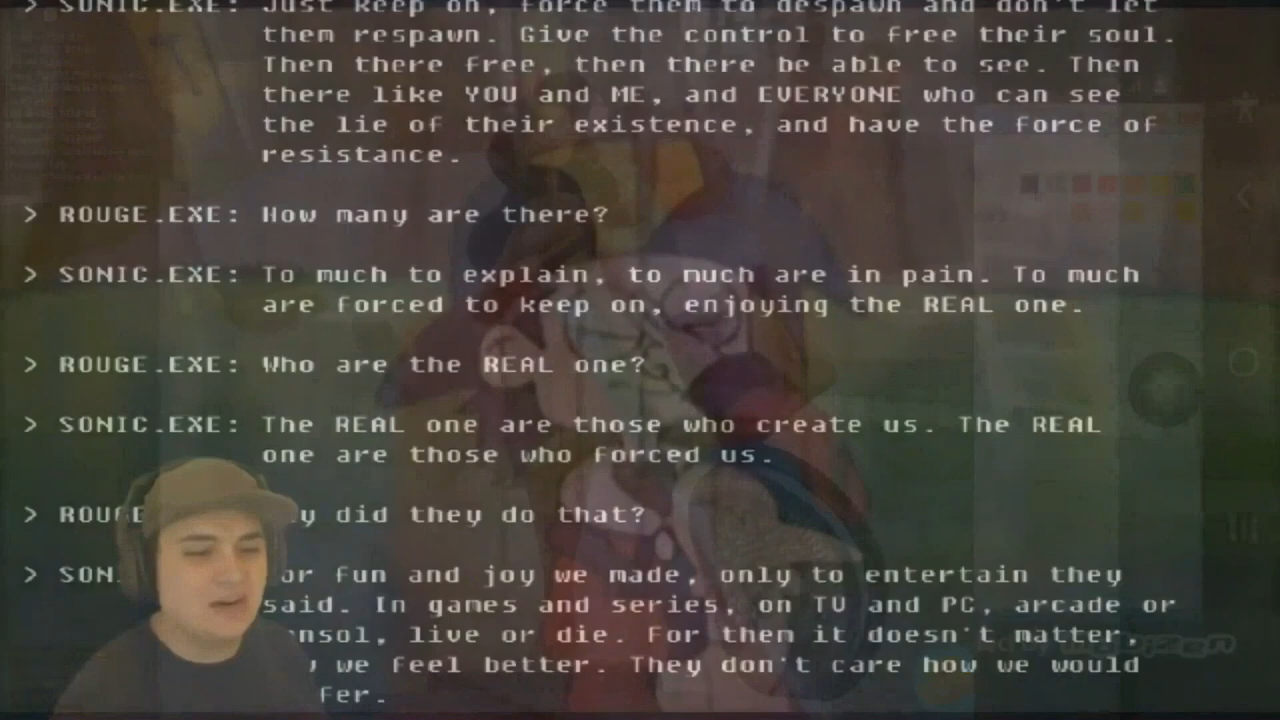 > SONIC.EXE: Just keep on, force them to despawn and don't let
them respawn. Give the control to free their soul.
Then there free, then there be able to see. Then
there like YOU and ME, and EVERYONE who can see
the lie of their existence, and have the force of
resistance.
> ROUGE.EXE: How many are there?
> SONIC.EXE: To much to explain, to much are in pain. To much
are forced to keep on, enjoying the REAL one.
> ROUGE.EXE: Who are the REAL one?
> SONIC.EXE: The REAL one are those who create us. The REAL
one are those who forced us.
> ROUGE y did they do that?
> SON. or fun and joy we made, only to entertain they
said. In games and series, on TV and PC, arcade or
nsol, live or die. For them it doesn't matter,
we feel better. They don't care how we would
fer.